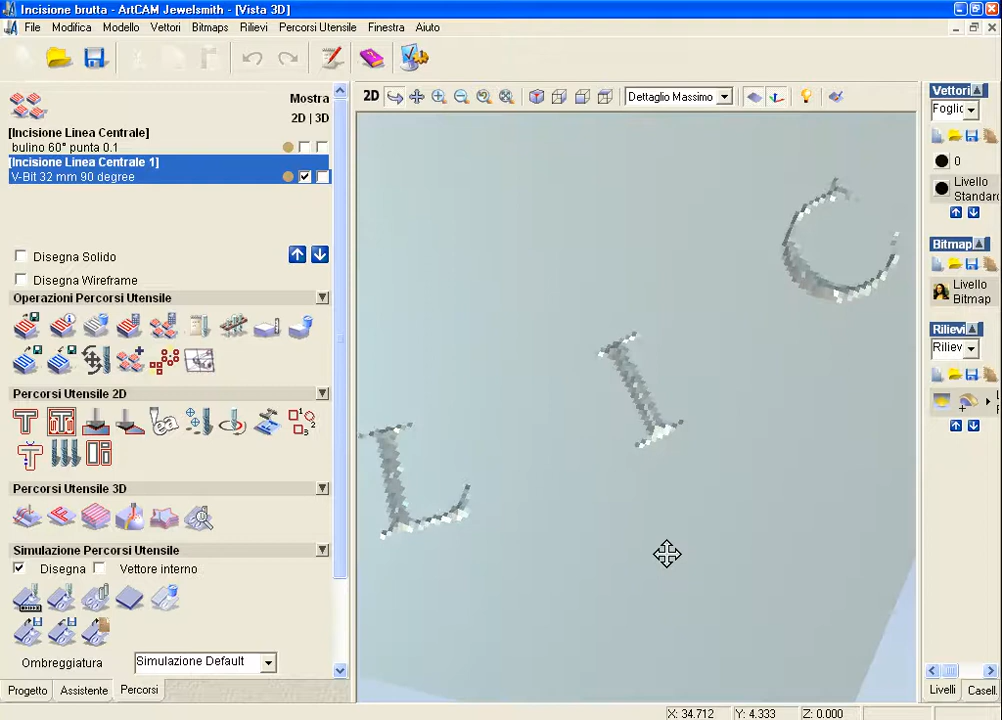 Incisione brutta - ArtCAM Jewelsmith - [Vista 3D]
File Modifica Modello Vettori Bitmaps Rilievi Percorsi Utensile Finestra Aiuto
Mostra
2D | 3D
[Incisione Linea Centrale]
bulino 60° punta 0.1
[Incisione Linea Centrale 1]
V-Bit 32 mm 90 degree
Disegna Solido
Disegna Wireframe
Operazioni Percorsi Utensile
Percorsi Utensile 2D
Percorsi Utensile 3D
Simulazione Percorsi Utensile
Disegna Vettore interno
Ombreggiatura Simulazione Default
Progetto Assistente Percorsi
2D Dettaglio Massimo
L I C
Vettori
Foglio
0
Livello
Standar
Bitmap
Livello
Bitmap
Rilievi
Riliev
Livelli Casell
X: 34.712 Y: 4.333 Z: 0.000